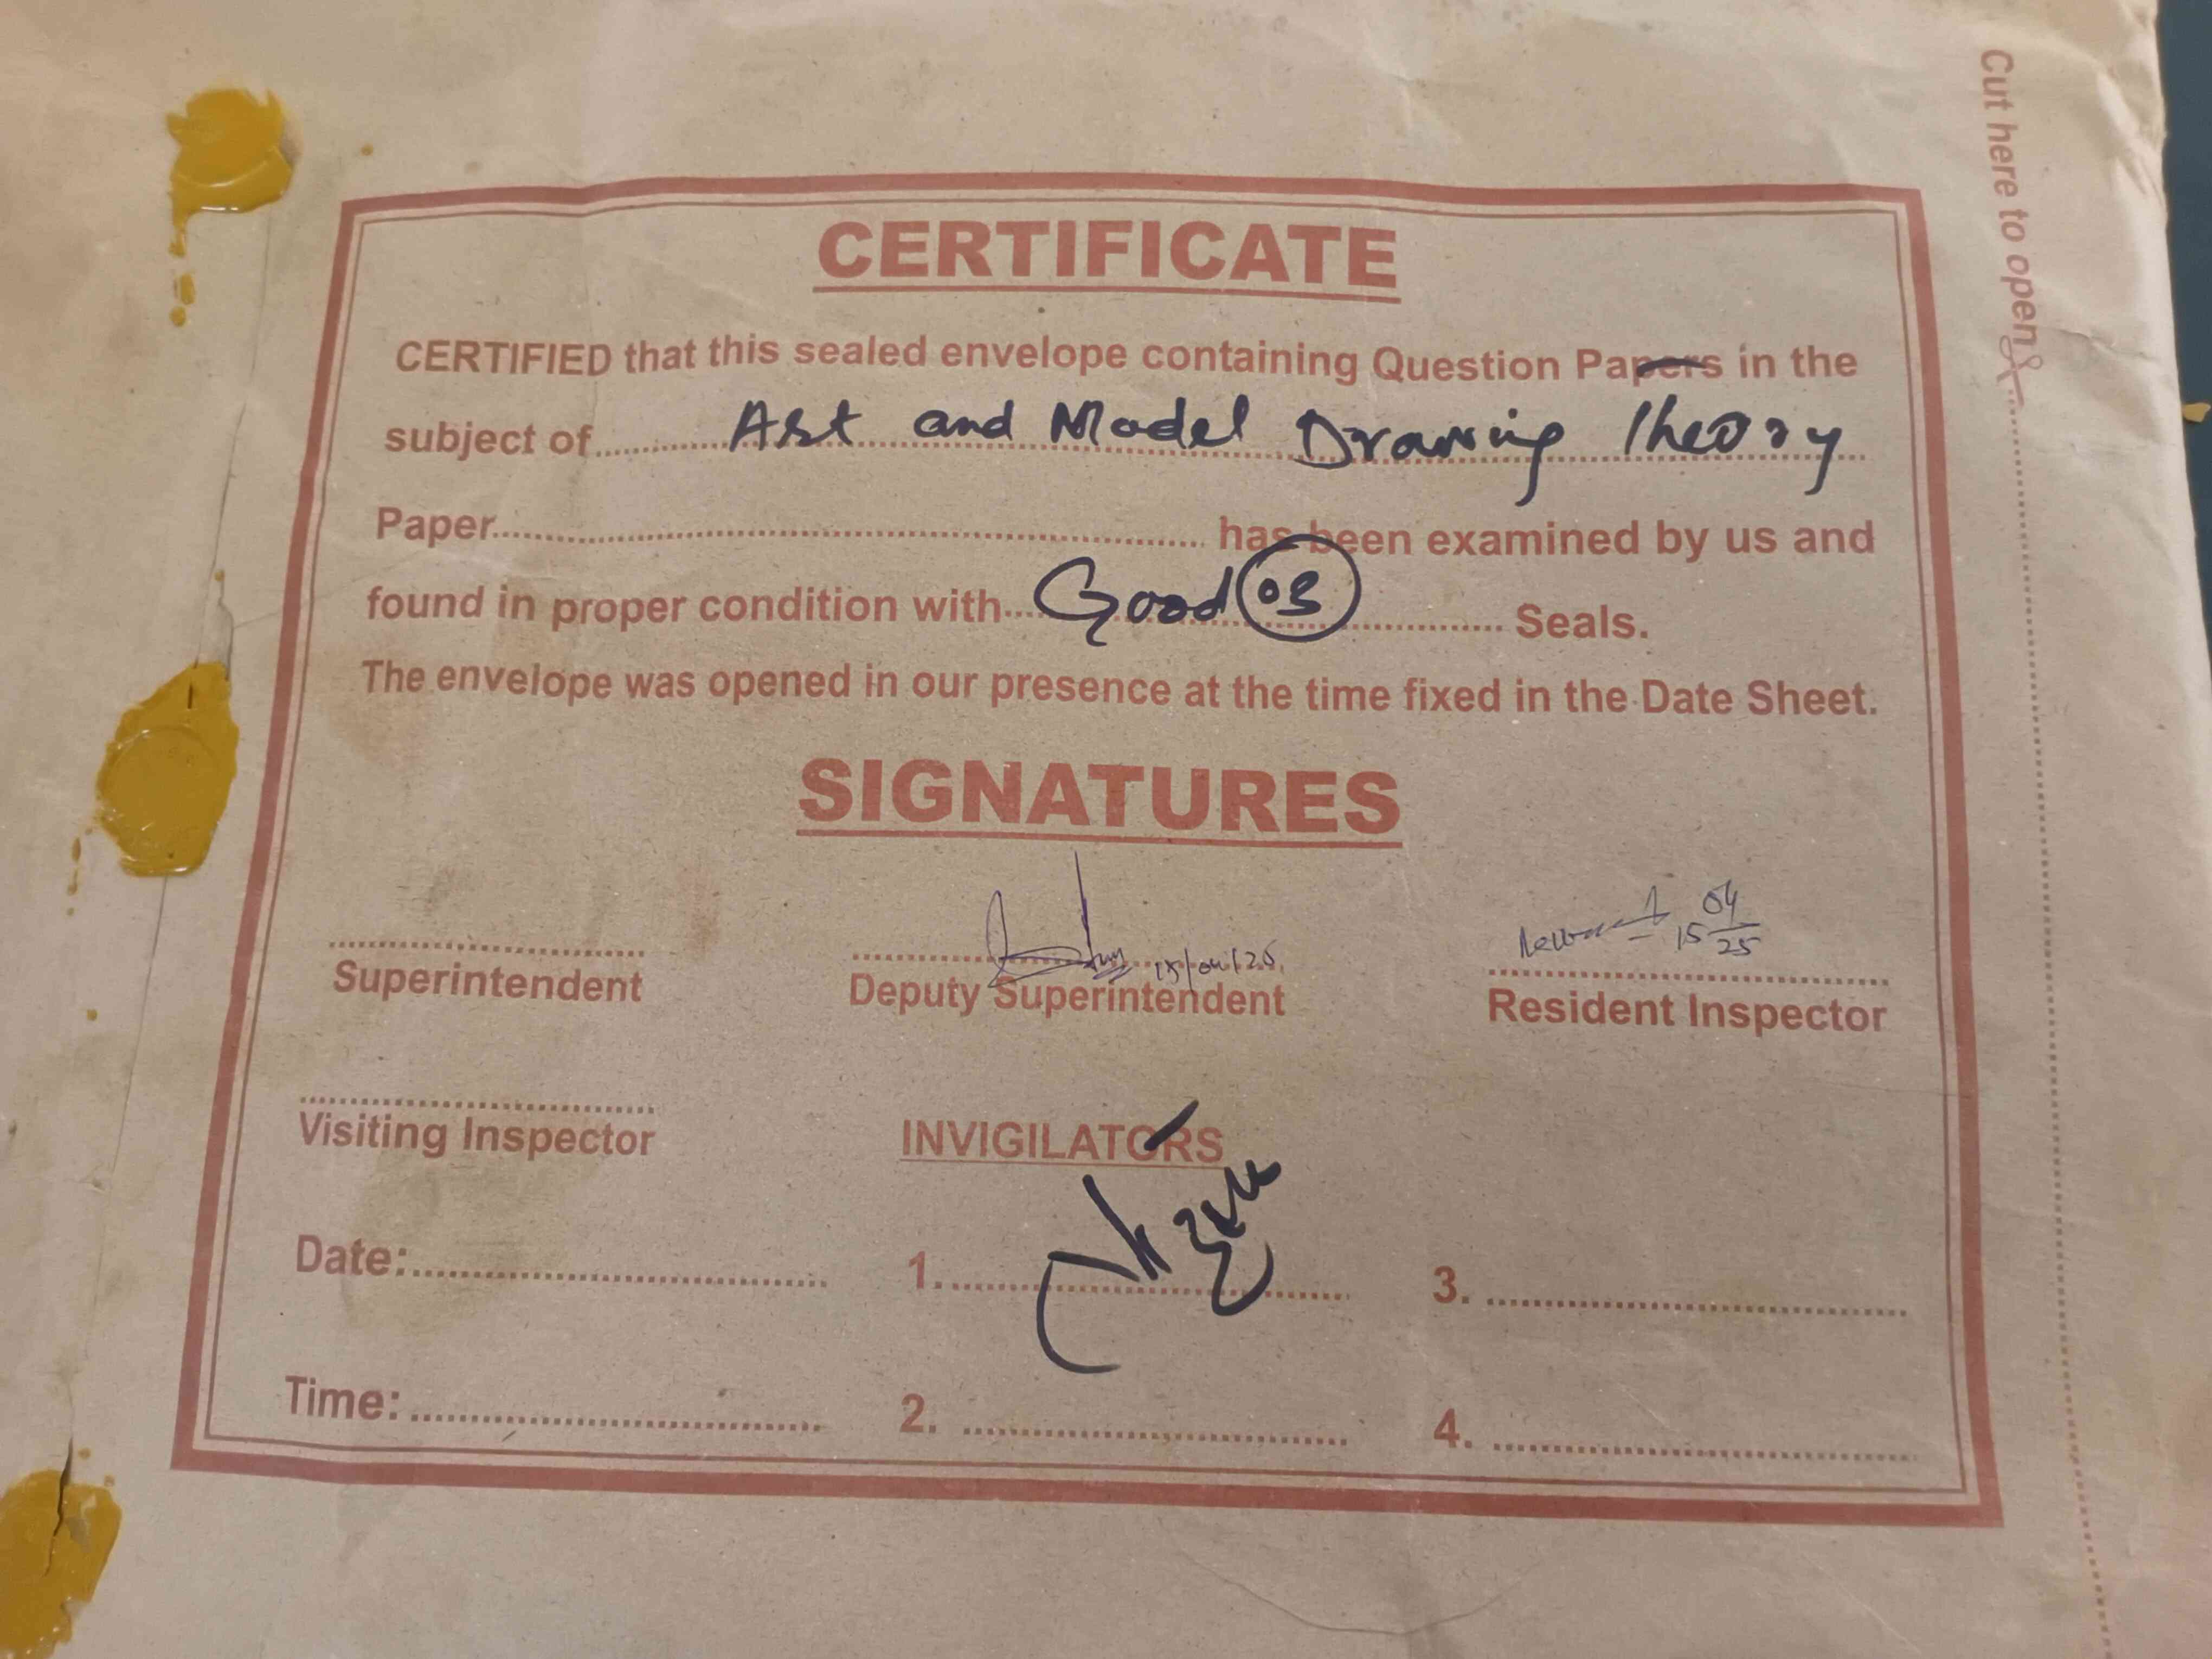 Cut here to open
CERTIFICATE
CERTIFIED that this sealed envelope containing Question Papers in the
subject of........ Art and Model Drawing Theory
Paper........................................ has been examined by us and
found in proper condition with... Good 03 ........ Seals.
The envelope was opened in our presence at the time fixed in the Date Sheet.
SIGNATURES
15/04/25 15 04/25
Superintendent Deputy Superintendent Resident Inspector
Visiting Inspector INVIGILATORS
Date:........................ 1......................... 3. ........................
Time: ........................ 2. ........................ 4. ........................